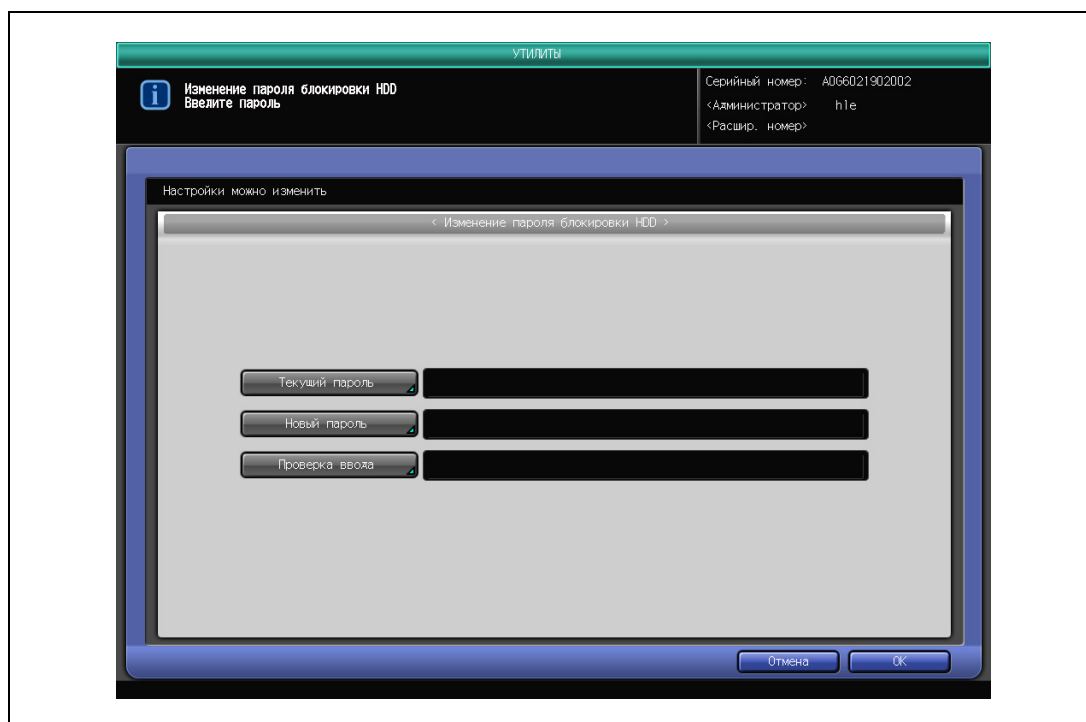 УТИЛИТЫ
Изменение пароля блокировки HDD
Введите пароль
Серийный номер: A0G6021902002
<Администратор> hle
<Расшир. номер>
Настройки можно изменить
< Изменение пароля блокировки HDD >
Текущий пароль
Новый пароль
Проверка ввода
Отмена
OK